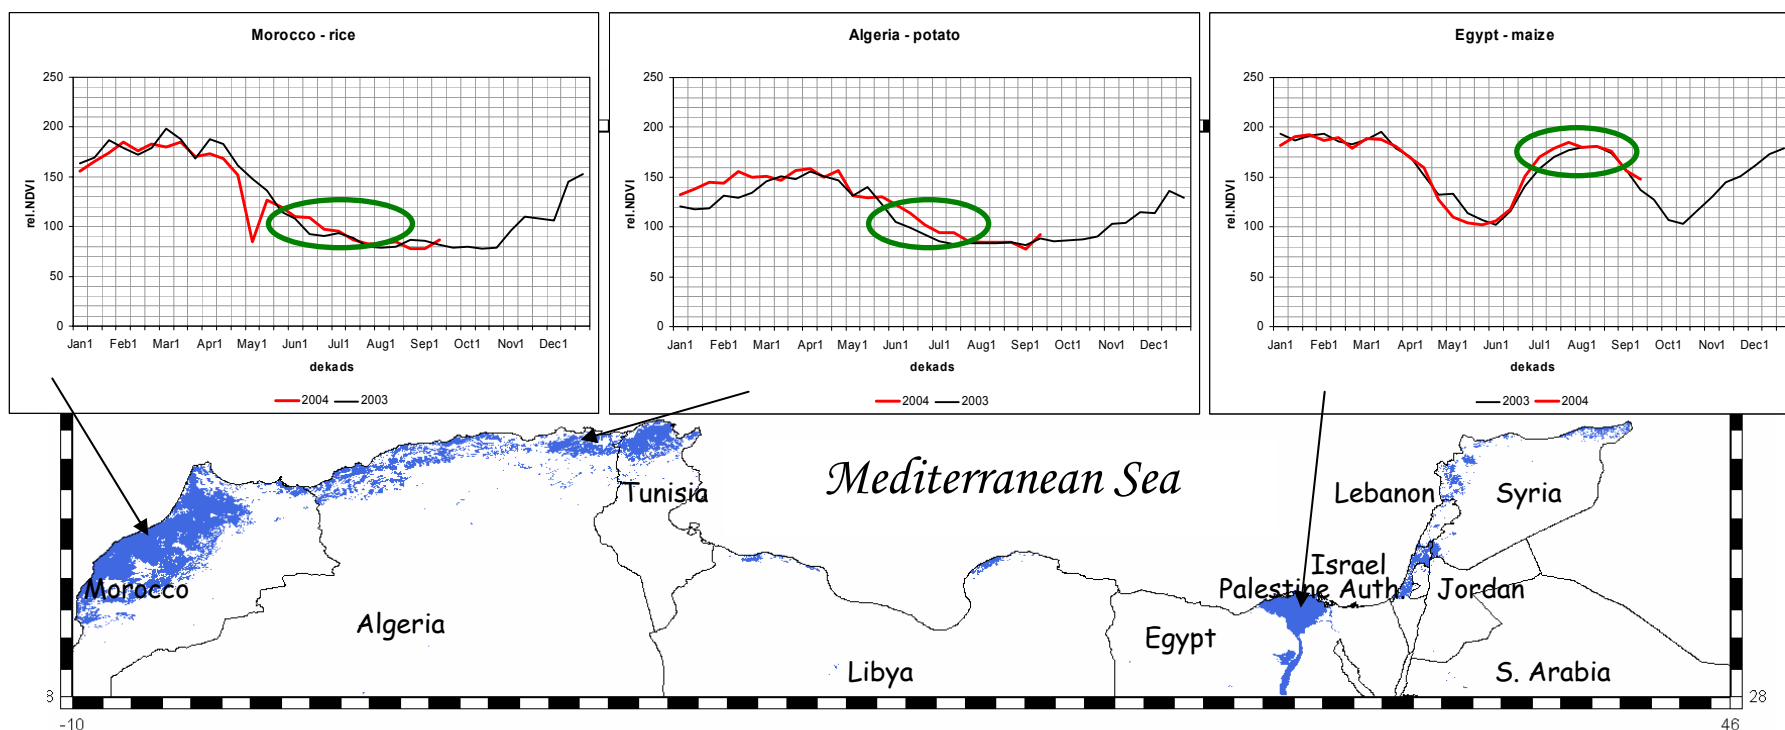 Morocco - rice
250
200
150
100
50
0
rel.NDVI
Jan1 Feb1 Mar1 Apr1 May1 Jun1 Jul1 Aug1 Sep1 Oct1 Nov1 Dec1
dekads
2004 2003
Algeria - potato
250
200
150
100
50
0
rel.NDVI
Jan1 Feb1 Mar1 Apr1 May1 Jun1 Jul1 Aug1 Sep1 Oct1 Nov1 Dec1
dekads
2004 2003
Egypt - maize
250
200
150
100
50
0
rel.NDVI
Jan1 Feb1 Mar1 Apr1 May1 Jun1 Jul1 Aug1 Sep1 Oct1 Nov1 Dec1
dekads
2003 2004
Mediterranean Sea
Tunisia
Lebanon
Syria
Israel
Morocco
Palestine Auth.
Jordan
Algeria
Egypt
Libya
S. Arabia
8
28
-10
46